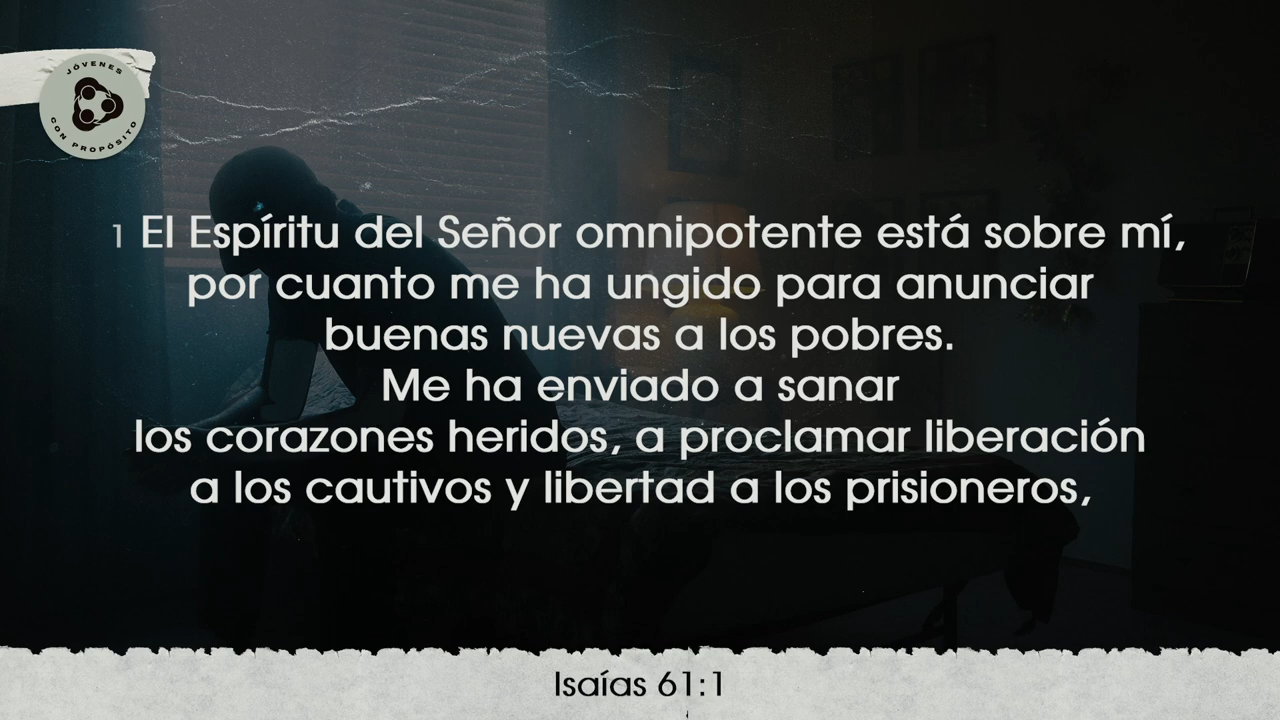 JÓVENES
CON PROPÓSITO
1 El Espíritu del Señor omnipotente está sobre mí,
por cuanto me ha ungido para anunciar
buenas nuevas a los pobres.
Me ha enviado a sanar
los corazones heridos, a proclamar liberación
a los cautivos y libertad a los prisioneros,
Isaías 61:1